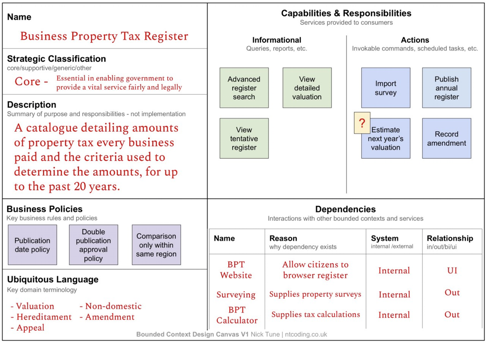 Name
Business Property Tax Register
Strategic Classification
core/supportive/generic/other
Core - Essential in enabling government to
provide a vital service fairly and legally
Description
Summary of purpose and responsibilities - not implementation
A catalogue detailing amounts
of property tax every business
paid and the criteria used to
determine the amounts, for up
to the past 20 years.
Capabilities & Responsibilities
Services provided to consumers
Informational
Queries, reports, etc.
Advanced
register
search
View
detailed
valuation
View
tentative
register
Actions
Invokable commands, scheduled tasks, etc.
Import
survey
Publish
annual
register
?
Estimate
next year's
valuation
Record
amendment
Business Policies
Key business rules and policies
Publication
date policy
Double
publication
approval
policy
Comparison
only within
same region
Ubiquitous Language
Key domain terminology
- Valuation
- Hereditament
- Appeal
- Non-domestic
- Amendment
Dependencies
Interactions with other bounded contexts and services
Name
Reason
why dependency exists
System
internal /external
Relationship
in/out/bi/ui
BPT
Website
Allow citizens to
browser register
Internal
UI
Surveying
Supplies property surveys
Internal
Out
BPT
Calculator
Supplies tax calculations
Internal
Out
Bounded Context Design Canvas V1 Nick Tune | ntcoding.co.uk